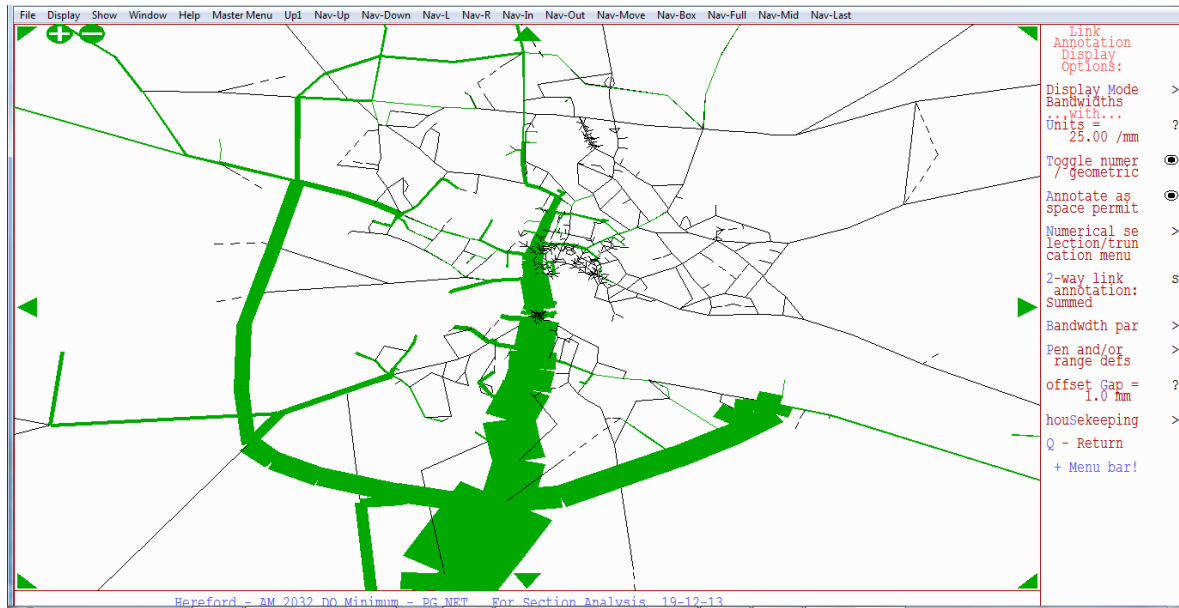 File Display Show Window Help Master Menu Up1 Nav-Up Nav-Down Nav-L Nav-R Nav-In Nav-Out Nav-Move Nav-Box Nav-Full Nav-Mid Nav-Last
Link
Annotation
Display
Options:
Display Mode >
Bandwidths
...with...
Units = ?
25.00 /mm
Toggle numer
/ geometric
Annotate as
space permit
Numerical se >
lection/trun
cation menu
2-way link s
annotation:
Summed
Bandwdth par >
Pen and/or >
range defs
offset Gap = ?
1.0 mm
houSekeeping >
Q - Return
+ Menu bar!
Hereford - AM 2032 DO Minimum - PG NET For Section Analysis 19-12-13